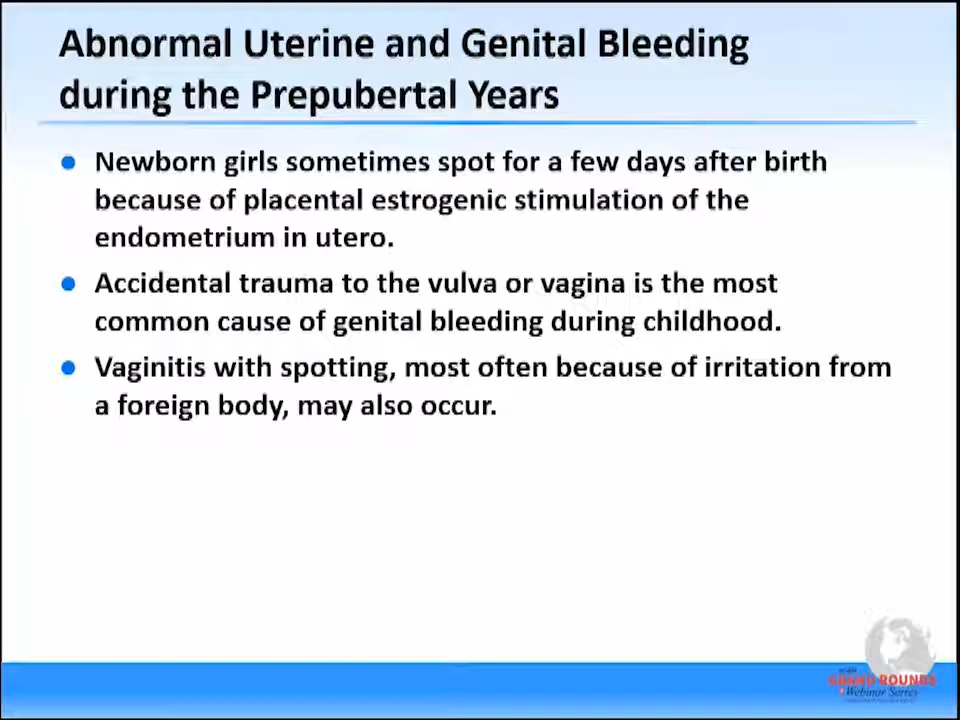 Abnormal Uterine and Genital Bleeding
during the Prepubertal Years
● Newborn girls sometimes spot for a few days after birth
because of placental estrogenic stimulation of the
endometrium in utero.
● Accidental trauma to the vulva or vagina is the most
common cause of genital bleeding during childhood.
● Vaginitis with spotting, most often because of irritation from
a foreign body, may also occur.
GRAND ROUNDS
Webinar Series